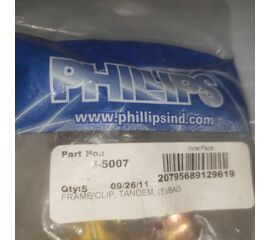 PHILLIPS
www.phillipsind.com
InnerPack
Part No.:
-5007
20795689129619
Qty:5 09/26/11
FRAME/CLIP, TANDEM, (5)/BAG